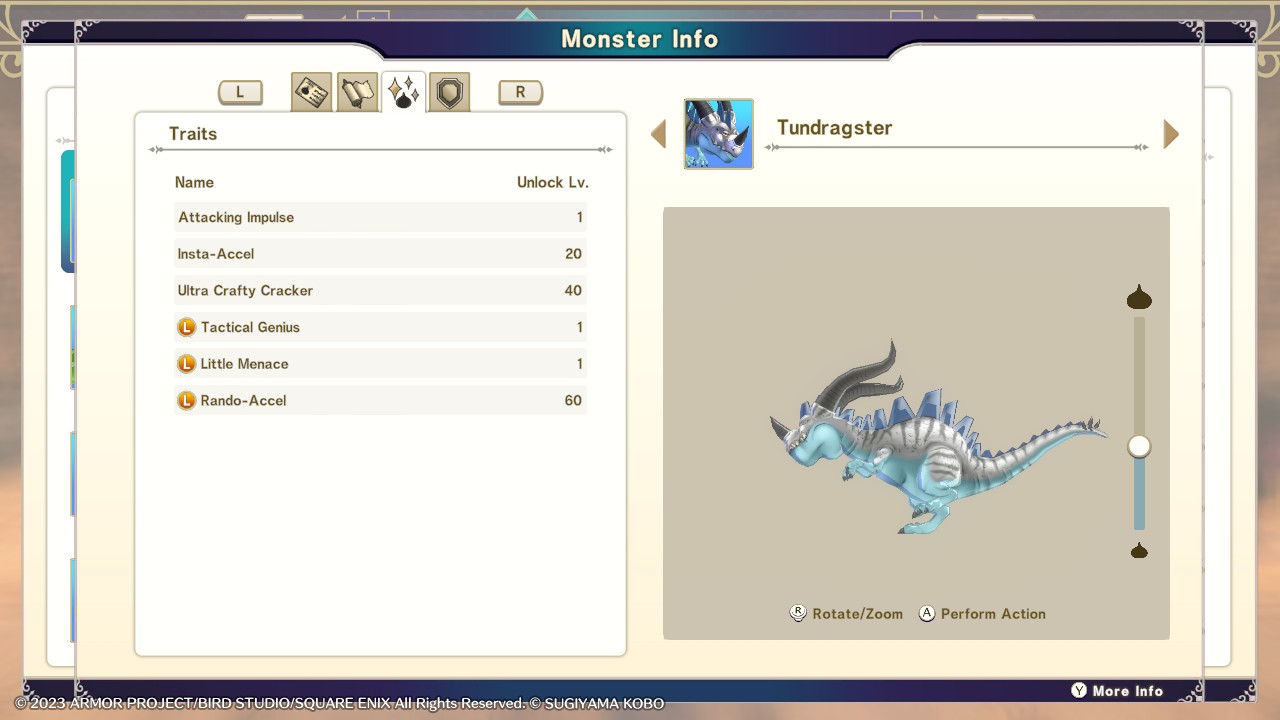 Monster Info
L
R
Traits
Name Unlock Lv.
Attacking Impulse 1
Insta-Accel 20
Ultra Crafty Cracker 40
L Tactical Genius 1
L Little Menace 1
L Rando-Accel 60
Tundragster
R Rotate/Zoom A Perform Action
Y More Info
© 2023 ARMOR PROJECT/BIRD STUDIO/SQUARE ENIX All Rights Reserved. © SUGIYAMA KOBO